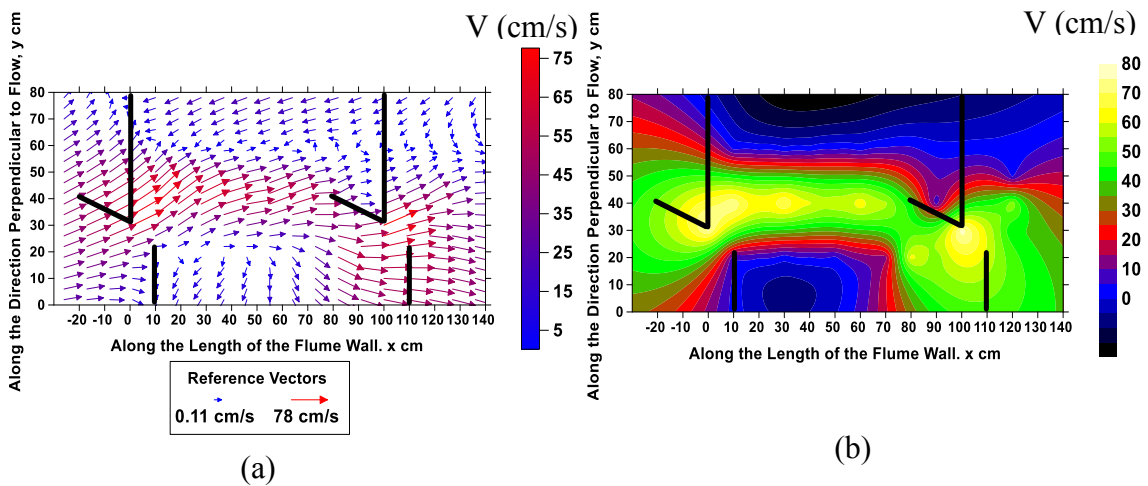 V (cm/s)
Along the Direction Perpendicular to Flow, y cm
80
70
60
50
40
30
20
10
0
-20 -10 0 10 20 30 40 50 60 70 80 90 100 110 120 130 140
Along the Length of the Flume Wall. x cm
75
65
55
45
35
25
15
5
Reference Vectors
0.11 cm/s 78 cm/s
(a)
V (cm/s)
Along the Direction Perpendicular to Flow, y cm
80
70
60
50
40
30
20
10
0
-20 -10 0 10 20 30 40 50 60 70 80 90 100 110 120 130 140
Along the Length of the Flume Wall. x cm
80
70
60
50
40
30
20
10
0
(b)